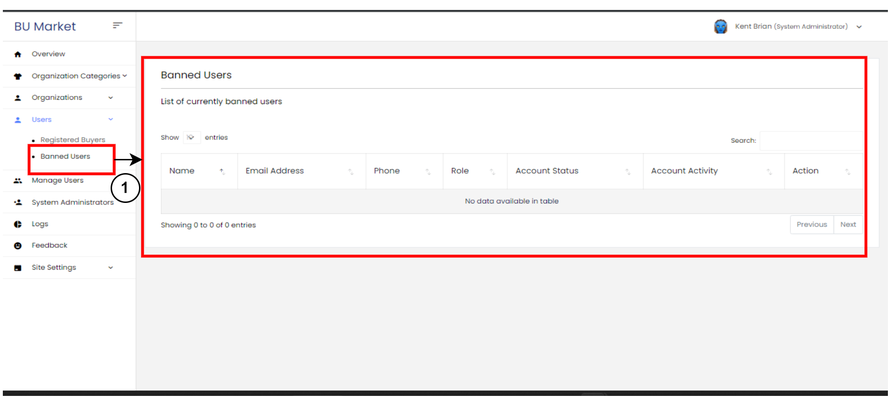 BU Market
Kent Brian (System Administrator)
Overview
Organization Categories
Organizations
Users
Registered Buyers
Banned Users
Manage Users
System Administrators
Logs
Feedback
Site Settings
1
Banned Users
List of currently banned users
Show entries
Search:
Name Email Address Phone Role Account Status Account Activity Action
No data available in table
Showing 0 to 0 of 0 entries
Previous Next